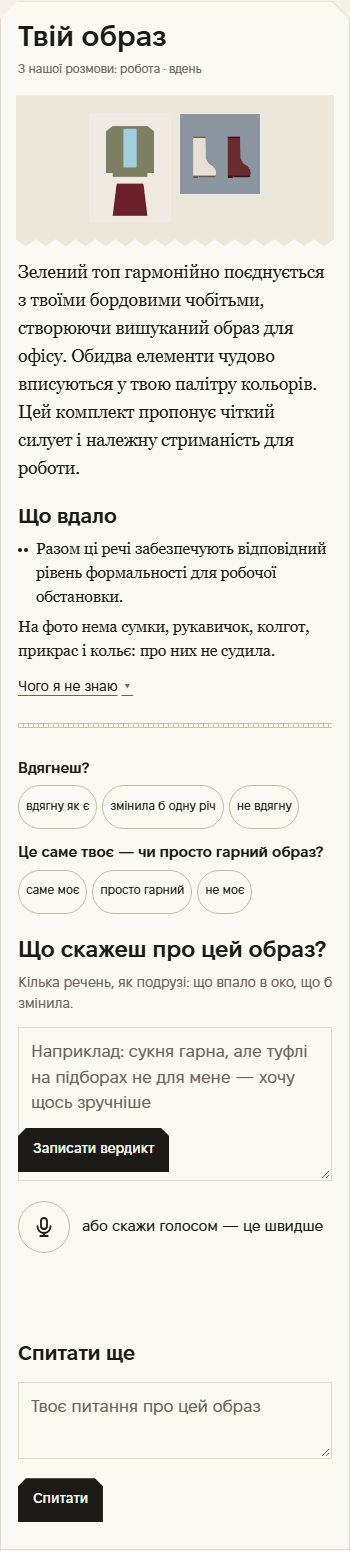 Твій образ
З нашої розмови: робота · вдень
Зелений топ гармонійно поєднується
з твоїми бордовими чобітьми,
створюючи вишуканий образ для
офісу. Обидва елементи чудово
вписуються у твою палітру кольорів.
Цей комплект пропонує чіткий
силует і належну стриманість для
роботи.
Що вдало
•• Разом ці речі забезпечують відповідний
рівень формальності для робочої
обстановки.
На фото нема сумки, рукавичок, колгот,
прикрас і кольє: про них не судила.
Чого я не знаю ▾
Вдягнеш?
вдягну як є
змінила б одну річ
не вдягну
Це саме твоє — чи просто гарний образ?
саме моє
просто гарний
не моє
Що скажеш про цей образ?
Кілька речень, як подрузі: що впало в око, що б
змінила.
Наприклад: сукня гарна, але туфлі
на підборах не для мене — хочу
щось зручніше
Записати вердикт
або скажи голосом — це швидше
Спитати ще
Твоє питання про цей образ
Спитати